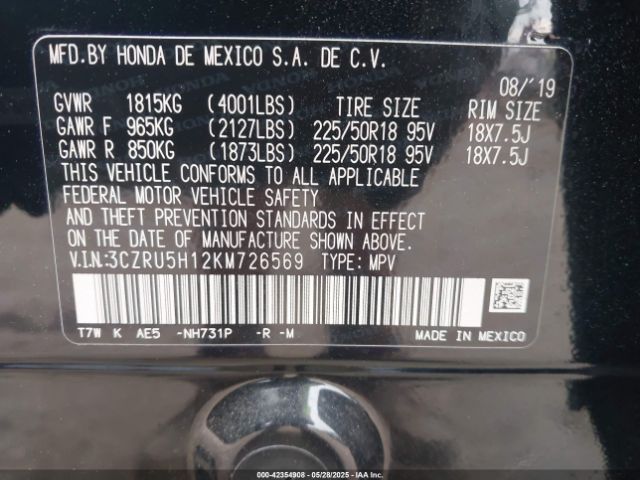 MFD.BY HONDA DE MEXICO S.A. DE C.V.
08/'19
GVWR 1815KG (4001LBS) TIRE SIZE RIM SIZE
GAWR F 965KG (2127LBS) 225/50R18 95V 18X7.5J
GAWR R 850KG (1873LBS) 225/50R18 95V 18X7.5J
THIS VEHICLE CONFORMS TO ALL APPLICABLE
FEDERAL MOTOR VEHICLE SAFETY
AND THEFT PREVENTION STANDARDS IN EFFECT
ON THE DATE OF MANUFACTURE SHOWN ABOVE.
V.I.N.:3CZRU5H12KM726569 TYPE: MPV
T7W K AE5 -NH731P -R -M MADE IN MEXICO
000-42354908 05/28/2025 IAAI.COM